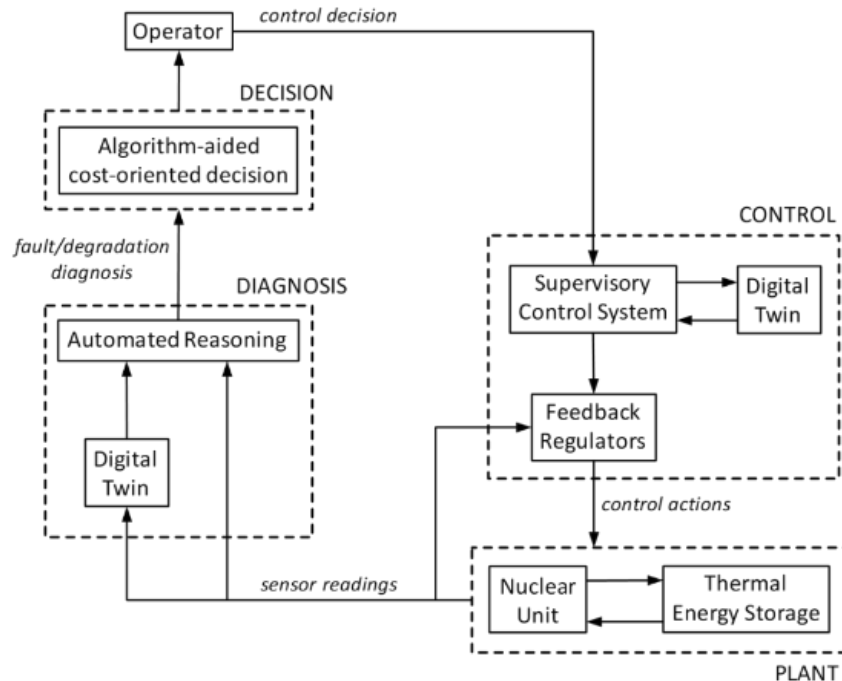 Operator
control decision
DECISION
Algorithm-aided
cost-oriented decision
fault/degradation
diagnosis
DIAGNOSIS
Automated Reasoning
Digital
Twin
sensor readings
CONTROL
Supervisory
Control System
Digital
Twin
Feedback
Regulators
control actions
Nuclear
Unit
Thermal
Energy Storage
PLANT